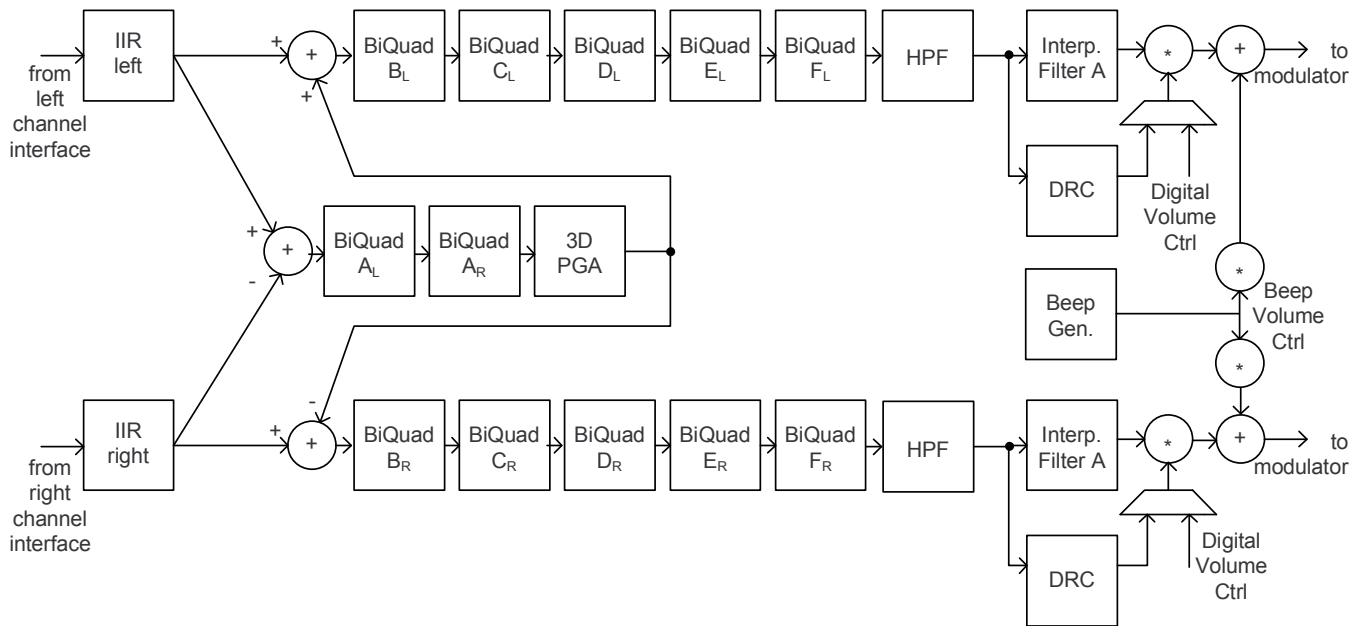 from
left
channel
interface
IIR
left
+
+
+
BiQuad
BL
BiQuad
CL
BiQuad
DL
BiQuad
EL
BiQuad
FL
HPF
Interp.
Filter A
*
+
to
modulator
DRC
Digital
Volume
Ctrl
+
-
+
BiQuad
AL
BiQuad
AR
3D
PGA
Beep
Gen.
*
Beep
Volume
Ctrl
*
from
right
channel
interface
IIR
right
+
-
+
BiQuad
BR
BiQuad
CR
BiQuad
DR
BiQuad
ER
BiQuad
FR
HPF
Interp.
Filter A
*
+
to
modulator
DRC
Digital
Volume
Ctrl